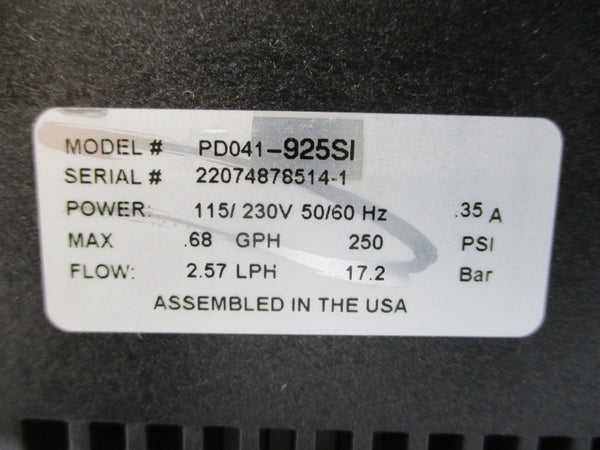 MODEL # PD041-925SI
SERIAL # 22074878514-1
POWER: 115/ 230V 50/60 Hz .35 A
MAX .68 GPH 250 PSI
FLOW: 2.57 LPH 17.2 Bar
ASSEMBLED IN THE USA